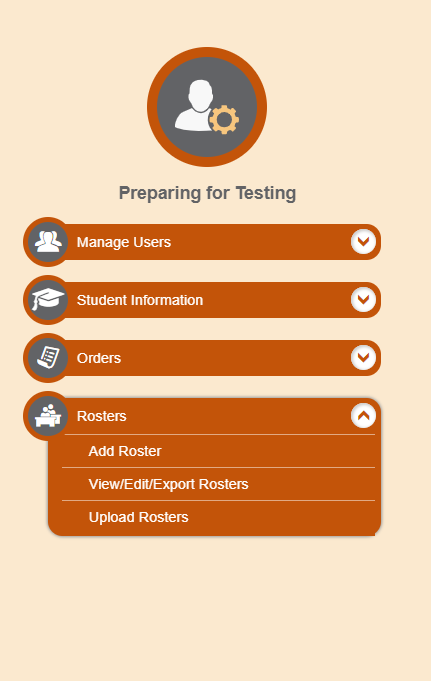 Preparing for Testing
Manage Users
Student Information
Orders
Rosters
Add Roster
View/Edit/Export Rosters
Upload Rosters